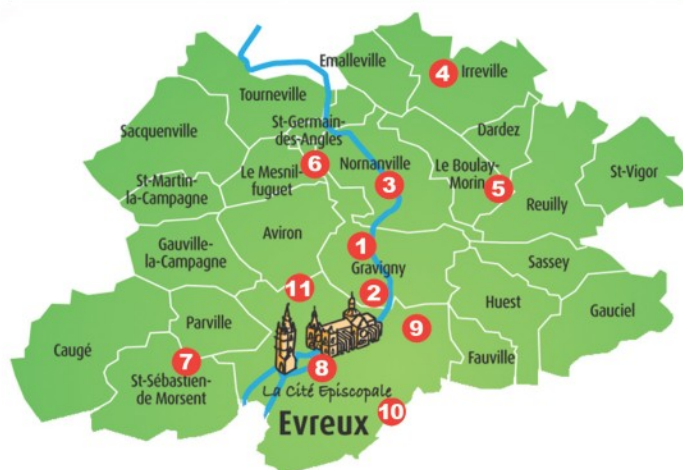 Emalleville
4
Irreville
Tourneville
St-Germain-
des-Angles
Dardez
Sacquenville
6
Nornanville
Le Boulay-
Morin
5
St-Vigor
Le Mesnil-
fuguet
3
St-Martin-
la-Campagne
Reuilly
Aviron
1
Gauville-
la-Campagne
Gravigny
Sassey
11
2
Huest
Gauciel
Parville
9
Caugé
7
Fauville
St-Sébastien-
de Morsent
8
La Cité Episcopale
Evreux
10